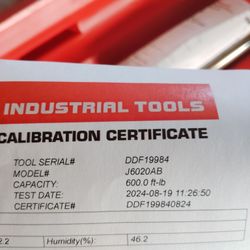 INDUSTRIAL TOOLS
CALIBRATION CERTIFICATE
TOOL SERIAL# DDF19984
MODEL# J6020AB
CAPACITY: 600.0 ft-lb
TEST DATE: 2024-08-19 11:26:50
CERTIFICATE# DDF199840824
2.2 Humidity(%): 46.2